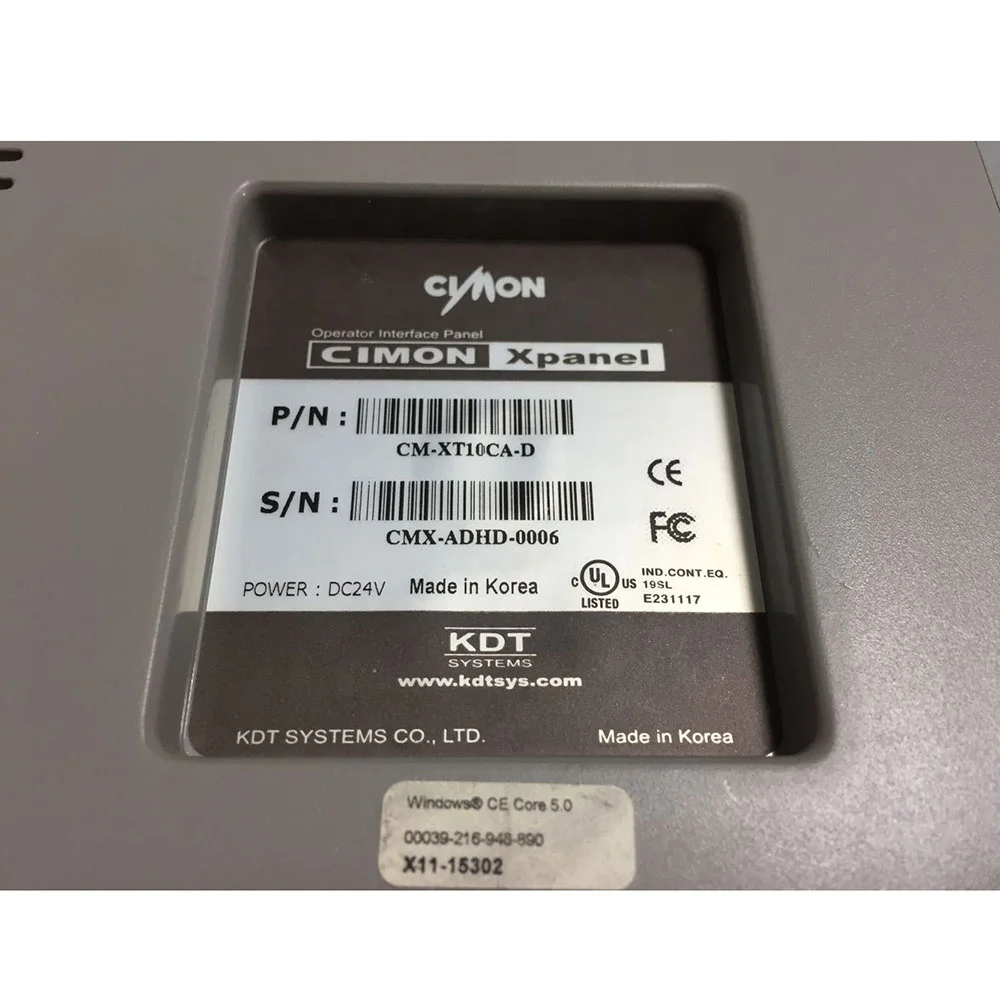 CIMON
Operator Interface Panel
CIMON Xpanel
P/N :
CM-XT10CA-D
S/N :
CMX-ADHD-0006
CE
FC
POWER : DC24V Made in Korea
C UL US LISTED
IND.CONT.EQ.
19SL
E231117
KDT
SYSTEMS
www.kdtsys.com
KDT SYSTEMS CO., LTD. Made in Korea
Windows® CE Core 5.0
00039-216-948-890
X11-15302